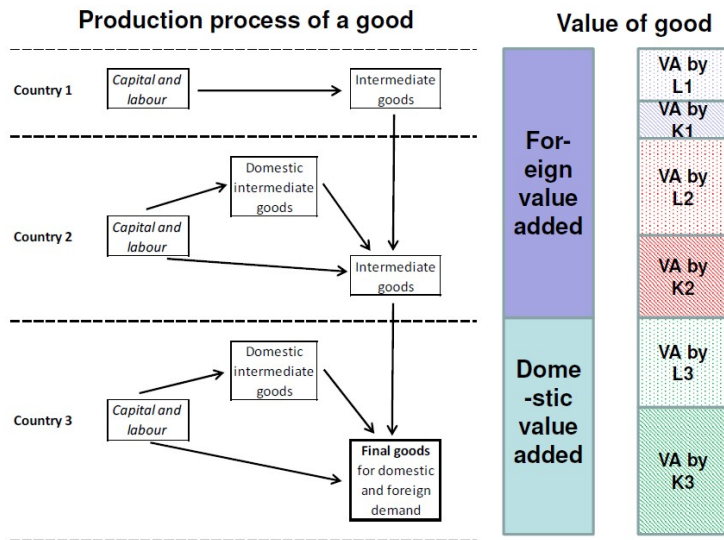 Production process of a good
Value of good
Country 1
Capital and
labour
Intermediate
goods
Country 2
Domestic
intermediate
goods
Capital and
labour
Intermediate
goods
Country 3
Domestic
intermediate
goods
Capital and
labour
Final goods
for domestic
and foreign
demand
For-
eign
value
added
Dome
-stic
value
added
VA by
L1
VA by
K1
VA by
L2
VA by
K2
VA by
L3
VA by
K3